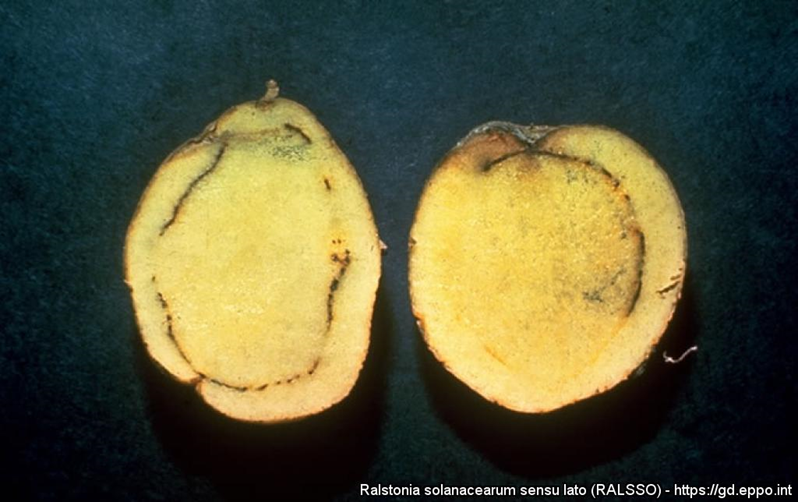 Ralstonia solanacearum sensu lato (RALSSO) - https://gd.eppo.int